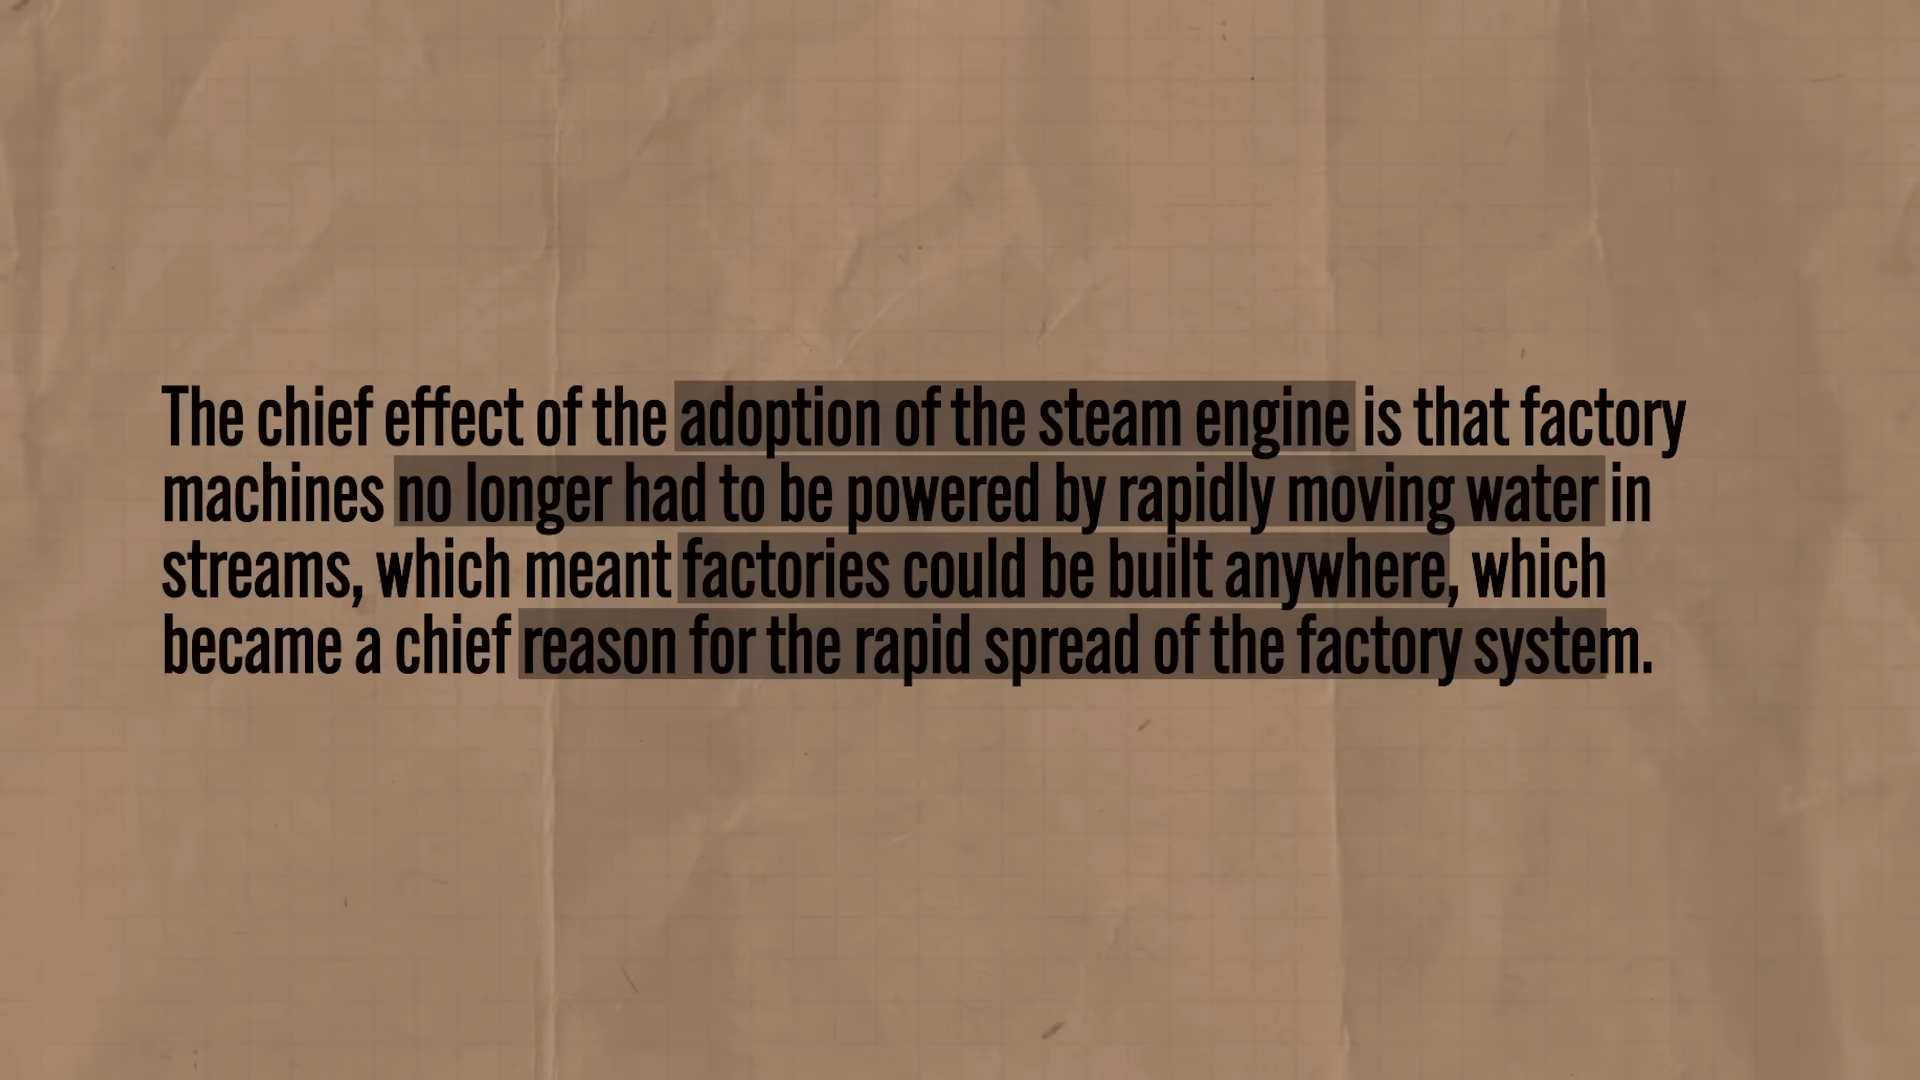 The chief effect of the adoption of the steam engine is that factory
machines no longer had to be powered by rapidly moving water in
streams, which meant factories could be built anywhere, which
became a chief reason for the rapid spread of the factory system.